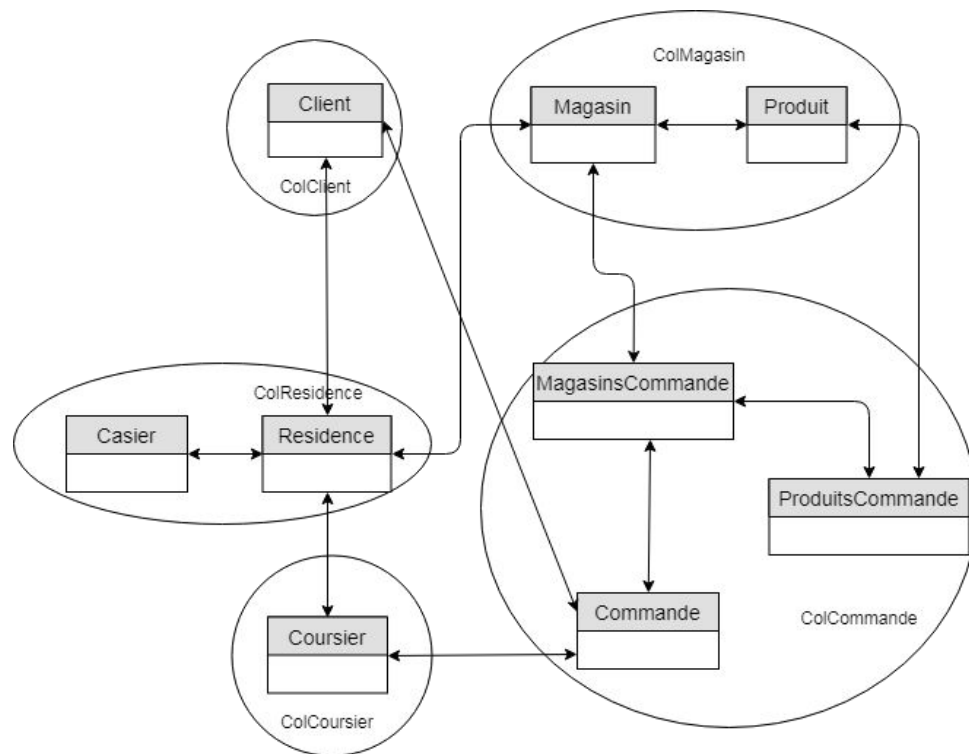 ColMagasin
Client
Magasin
Produit
ColClient
MagasinsCommande
ColResidence
Casier
Residence
ProduitsCommande
Commande
ColCommande
Coursier
ColCoursier